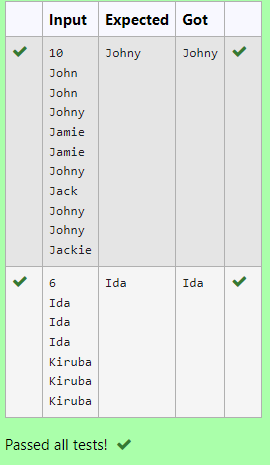 Input Expected Got
10 Johny Johny
John
John
Johny
Jamie
Jamie
Johny
Jack
Johny
Johny
Jackie
6 Ida Ida
Ida
Ida
Ida
Kiruba
Kiruba
Kiruba
Passed all tests!